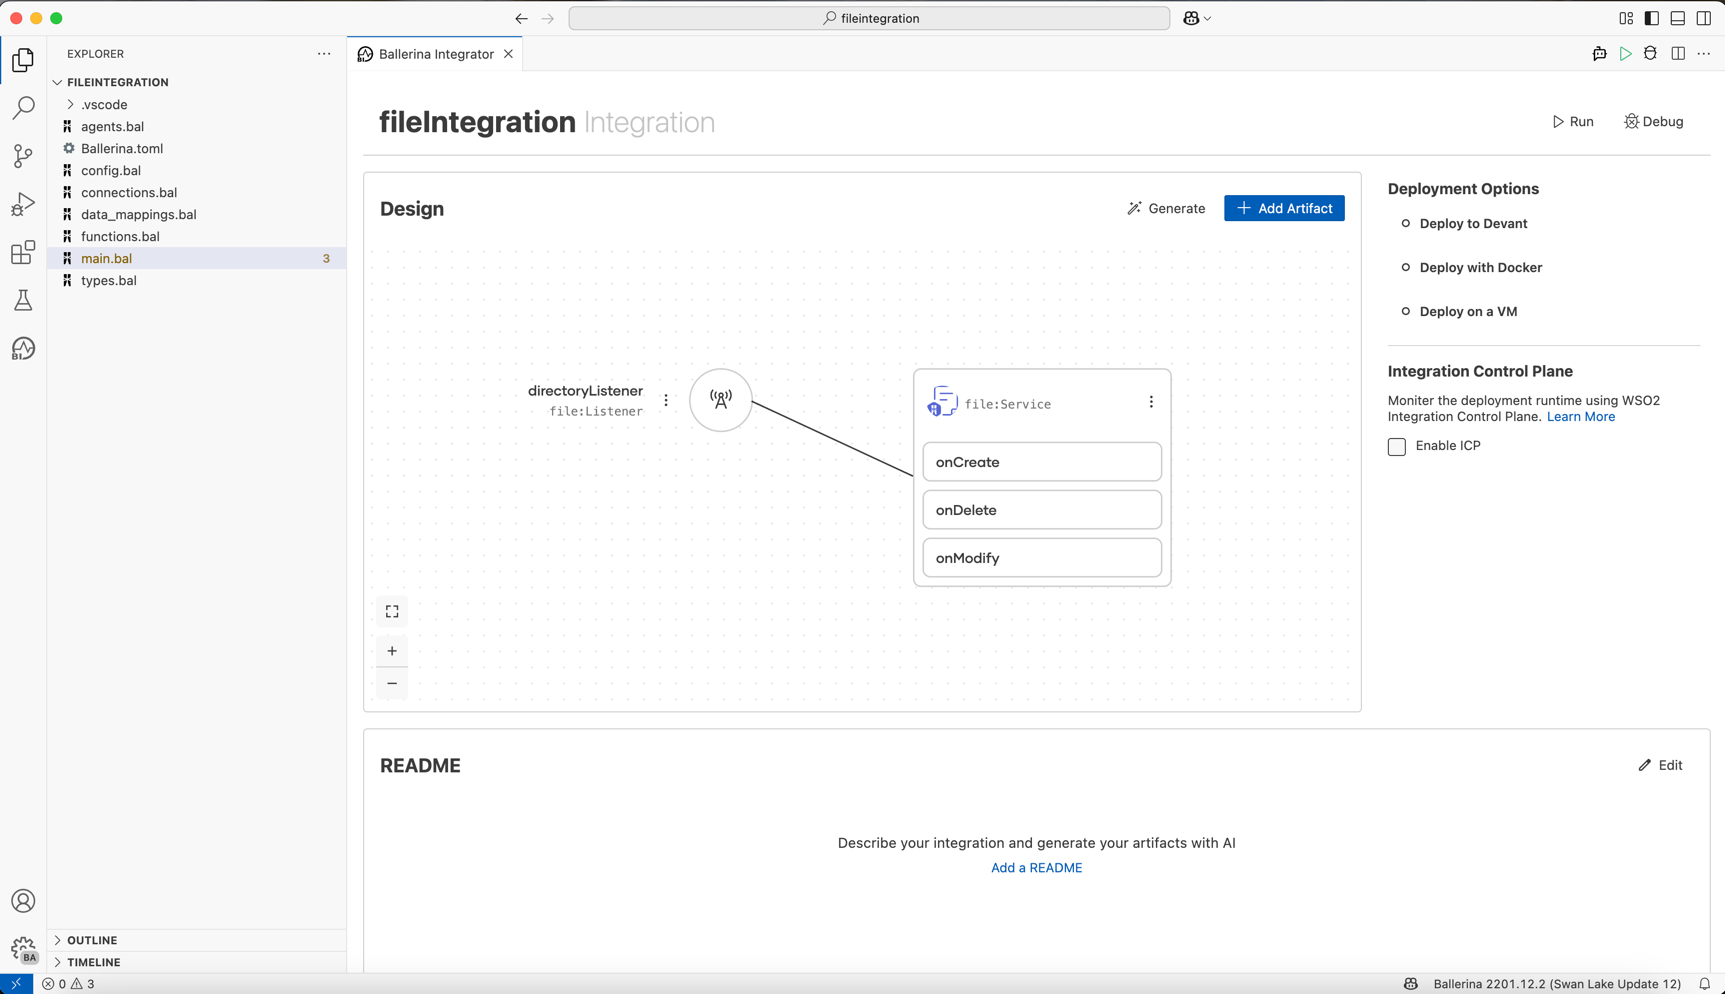 fileintegration
EXPLORER
Ballerina Integrator
FILEINTEGRATION
.vscode
agents.bal
Ballerina.toml
config.bal
connections.bal
data_mappings.bal
functions.bal
main.bal 3
types.bal
fileIntegration Integration
Run
Debug
Design
Generate
Add Artifact
directoryListener
file:Listener
file:Service
onCreate
onDelete
onModify
Deployment Options
Deploy to Devant
Deploy with Docker
Deploy on a VM
Integration Control Plane
Moniter the deployment runtime using WSO2
Integration Control Plane. Learn More
Enable ICP
README
Edit
Describe your integration and generate your artifacts with AI
Add a README
OUTLINE
TIMELINE
BI
BA
0 3
Ballerina 2201.12.2 (Swan Lake Update 12)